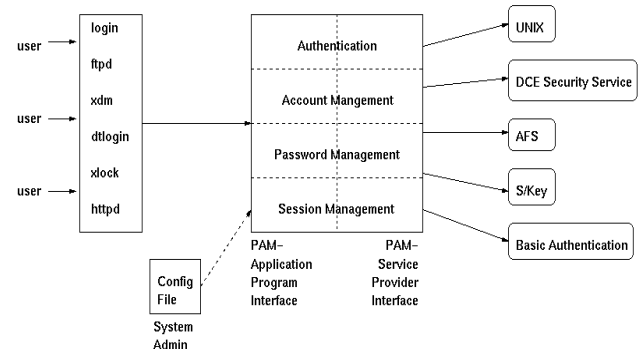 user
user
user
login
ftpd
xdm
dtlogin
xlock
httpd
Authentication
Account Mangement
Password Management
Session Management
UNIX
DCE Security Service
AFS
S/Key
Basic Authentication
PAM-
Application
Program
Interface
PAM-
Service
Provider
Interface
Config
File
System
Admin